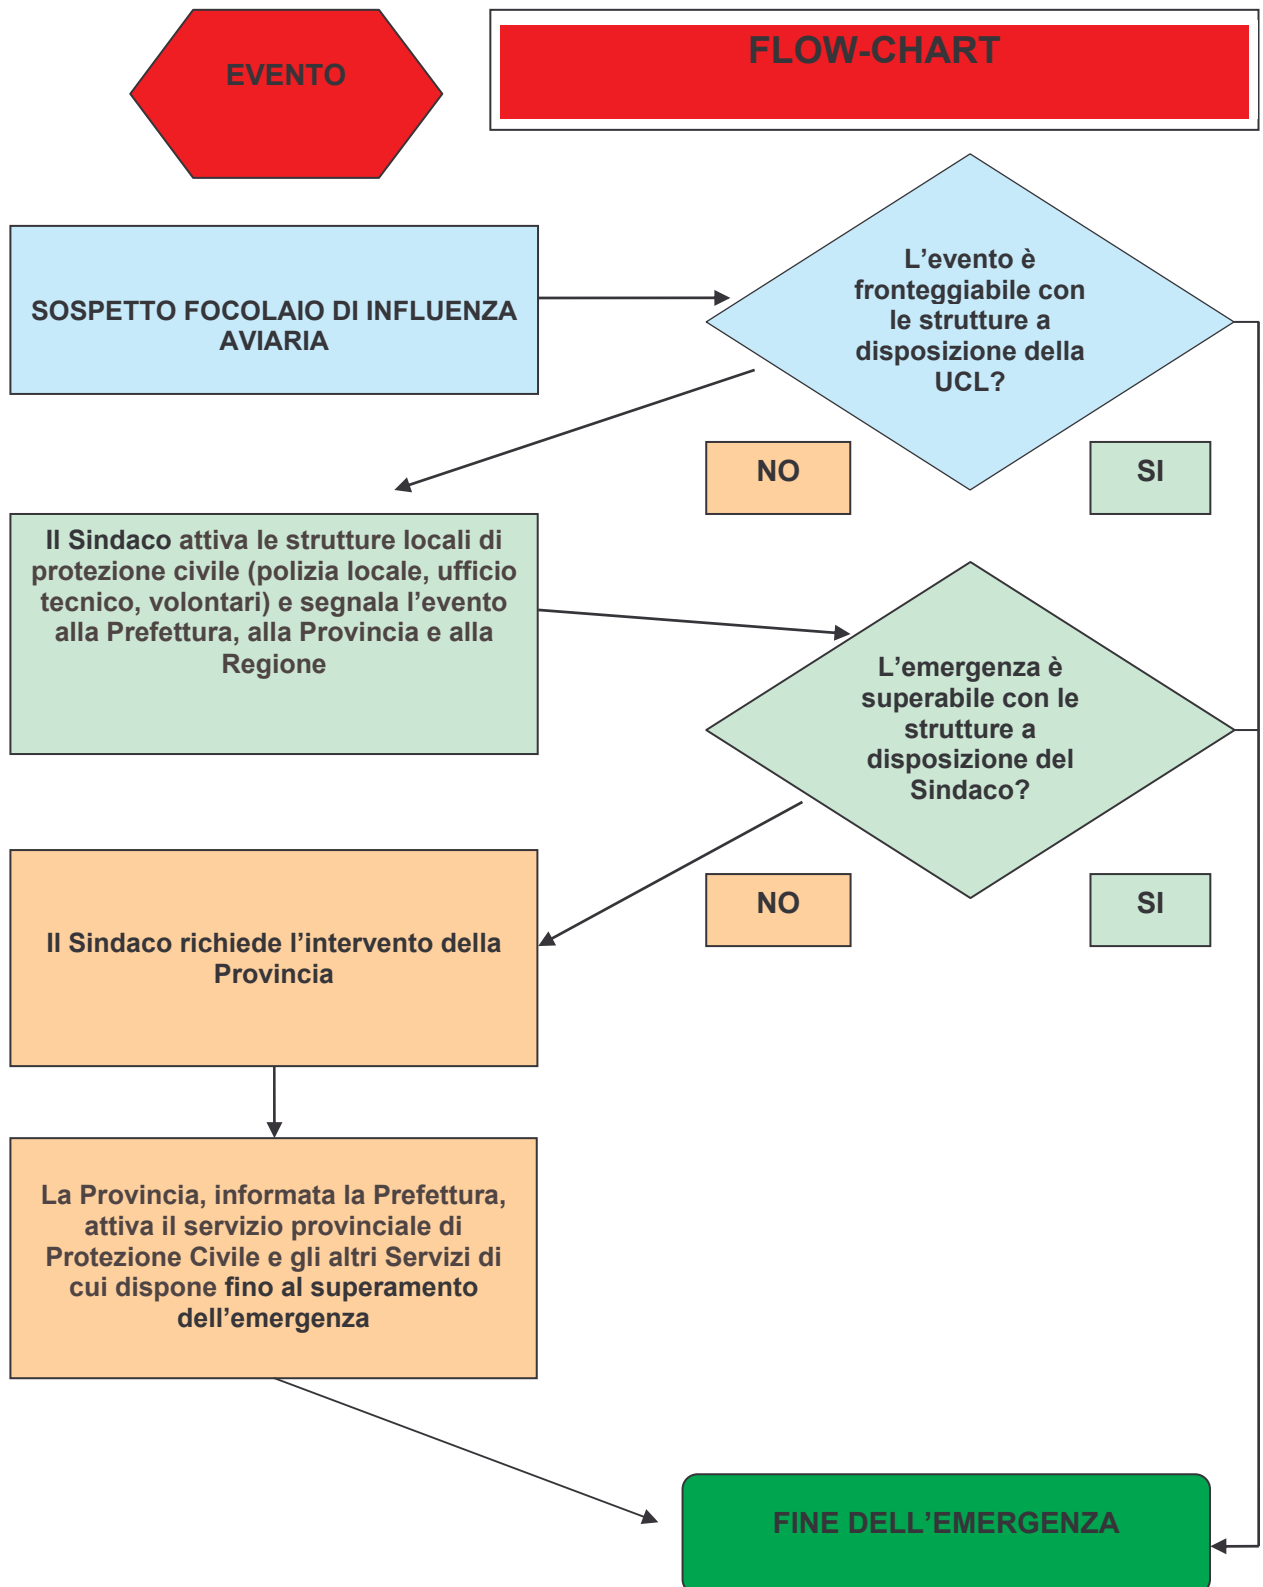 EVENTO
FLOW-CHART
SOSPETTO FOCOLAIO DI INFLUENZA
AVIARIA
L’evento è
fronteggiabile con
le strutture a
disposizione della
UCL?
NO
SI
Il Sindaco attiva le strutture locali di
protezione civile (polizia locale, ufficio
tecnico, volontari) e segnala l’evento
alla Prefettura, alla Provincia e alla
Regione
L’emergenza è
superabile con le
strutture a
disposizione del
Sindaco?
NO
SI
Il Sindaco richiede l’intervento della
Provincia
La Provincia, informata la Prefettura,
attiva il servizio provinciale di
Protezione Civile e gli altri Servizi di
cui dispone fino al superamento
dell’emergenza
FINE DELL’EMERGENZA